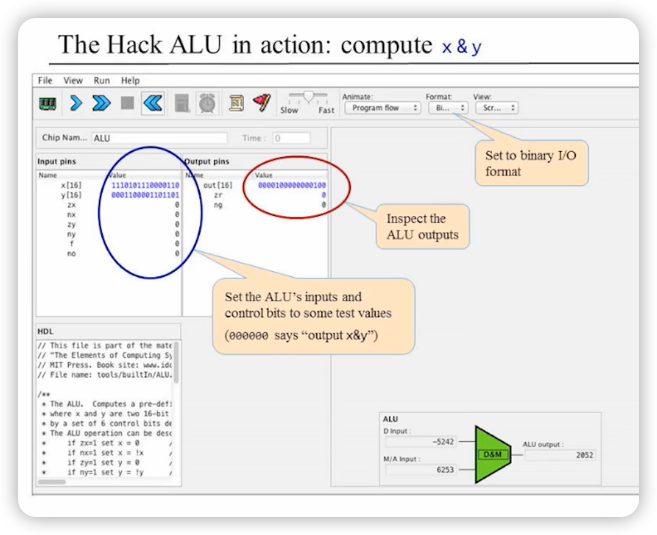 The Hack ALU in action: compute x & y
File View Run Help
Slow Fast
Animate:
Program flow
Format:
Bi...
View:
Scr...
Chip Nam... ALU
Time : 0
Input pins
Name Value
x[16] 1110101110000110
y[16] 0001100001101101
zx 0
nx 0
zy 0
ny 0
f 0
no 0
Output pins
Name Value
out[16] 0000100000000100
zr 0
ng 0
Set to binary I/O
format
Inspect the
ALU outputs
Set the ALU's inputs and
control bits to some test values
(000000 says "output x&y")
HDL
// This file is part of the mate
// "The Elements of Computing Sy
// MIT Press. Book site: www.idc
// File name: tools/builtIn/ALU.
/**
* The ALU. Computes a pre-defi
* where x and y are two 16-bit
* by a set of 6 control bits de
* The ALU operation can be desc
* if zx=1 set x = 0 /
* if nx=1 set x = !x /
* if zy=1 set y = 0 /
* if ny=1 set y = !y /
ALU
D Input :
-5242
M/A Input :
6253
D&M
ALU output :
2052